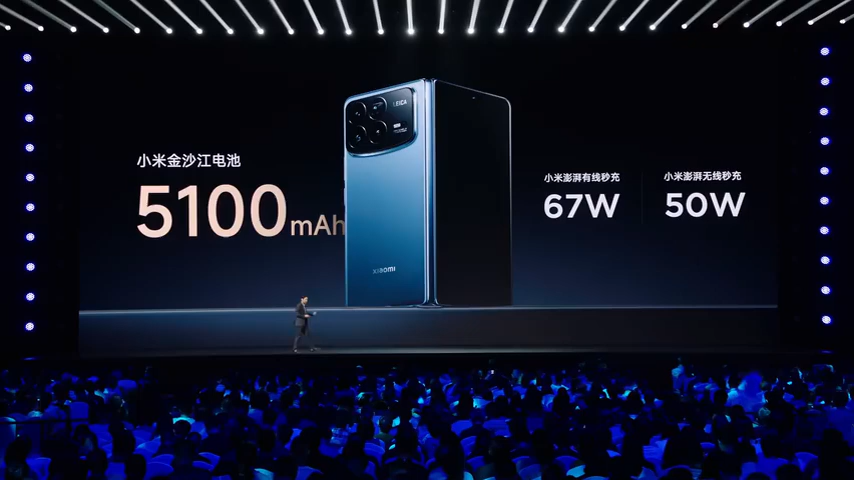 小米金沙江电池
5100mAh
LEICA
xiaomi
小米澎湃有线秒充
67W
小米澎湃无线秒充
50W